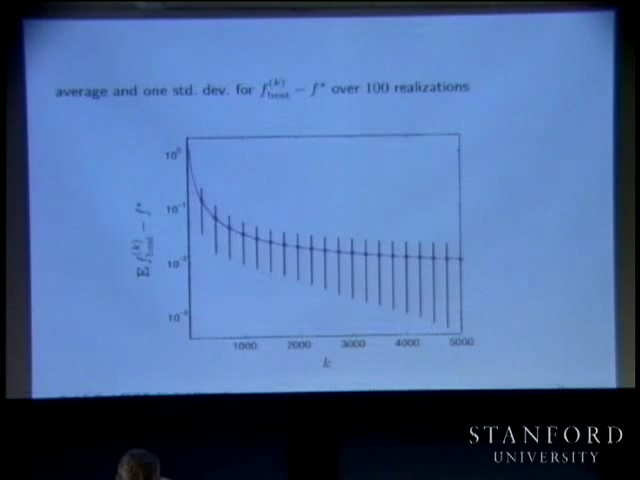 average and one std. dev. for f_best^(k) − f* over 100 realizations
10^0
10^-1
10^-2
10^-3
E f_best^(k) − f*
1000 2000 3000 4000 5000
k
STANFORD
UNIVERSITY